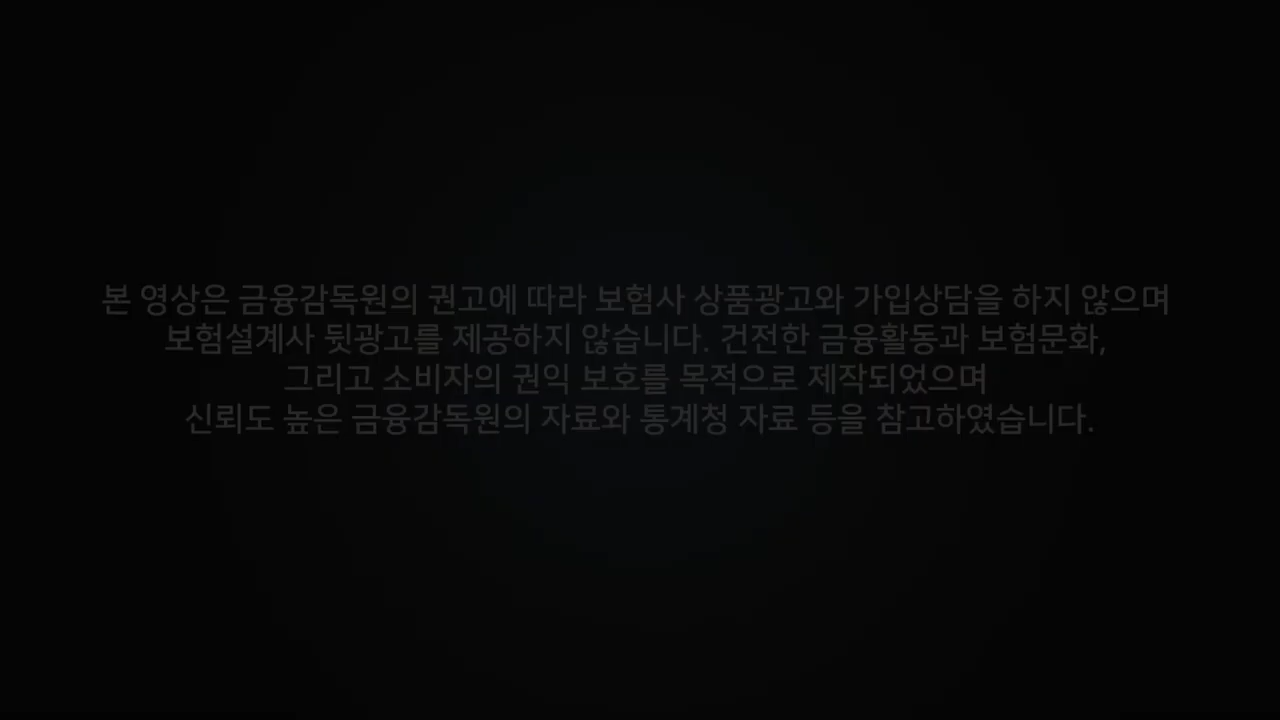 본 영상은 금융감독원의 권고에 따라 보험사 상품광고와 가입상담을 하지 않으며
보험설계사 뒷광고를 제공하지 않습니다. 건전한 금융활동과 보험문화,
그리고 소비자의 권익 보호를 목적으로 제작되었으며
신뢰도 높은 금융감독원의 자료와 통계청 자료 등을 참고하였습니다.